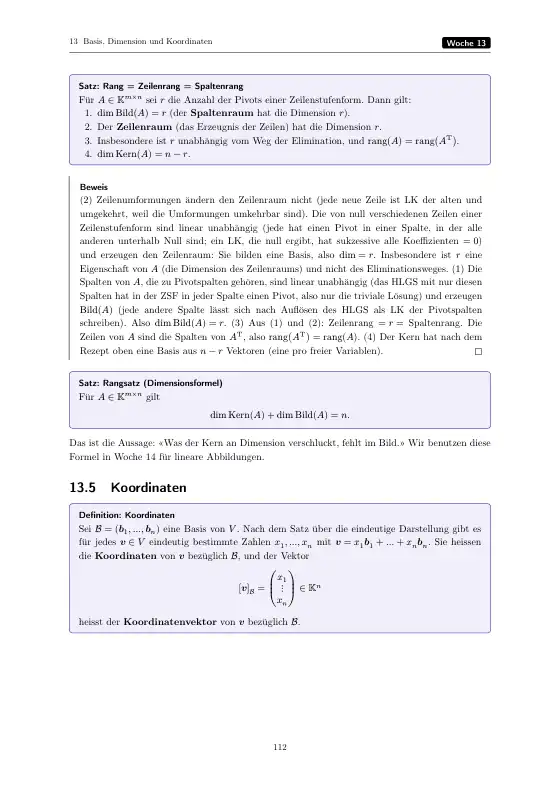 13 Basis, Dimension und Koordinaten
Woche 13
Satz: Rang = Zeilenrang = Spaltenrang
Für A ∈ 𝕂^{m×n} sei r die Anzahl der Pivots einer Zeilenstufenform. Dann gilt:
1. dim Bild(A) = r (der Spaltenraum hat die Dimension r).
2. Der Zeilenraum (das Erzeugnis der Zeilen) hat die Dimension r.
3. Insbesondere ist r unabhängig vom Weg der Elimination, und rang(A) = rang(A^T).
4. dim Kern(A) = n − r.
Beweis
(2) Zeilenumformungen ändern den Zeilenraum nicht (jede neue Zeile ist LK der alten und
umgekehrt, weil die Umformungen umkehrbar sind). Die von null verschiedenen Zeilen einer
Zeilenstufenform sind linear unabhängig (jede hat einen Pivot in einer Spalte, in der alle
anderen unterhalb Null sind; ein LK, die null ergibt, hat sukzessive alle Koeffizienten = 0)
und erzeugen den Zeilenraum: Sie bilden eine Basis, also dim = r. Insbesondere ist r eine
Eigenschaft von A (die Dimension des Zeilenraums) und nicht des Eliminationsweges. (1) Die
Spalten von A, die zu Pivotspalten gehören, sind linear unabhängig (das HLGS mit nur diesen
Spalten hat in der ZSF in jeder Spalte einen Pivot, also nur die triviale Lösung) und erzeugen
Bild(A) (jede andere Spalte lässt sich nach Auflösen des HLGS als LK der Pivotspalten
schreiben). Also dim Bild(A) = r. (3) Aus (1) und (2): Zeilenrang = r = Spaltenrang. Die
Zeilen von A sind die Spalten von A^T, also rang(A^T) = rang(A). (4) Der Kern hat nach dem
Rezept oben eine Basis aus n − r Vektoren (eine pro freier Variablen). □
Satz: Rangsatz (Dimensionsformel)
Für A ∈ 𝕂^{m×n} gilt
dim Kern(A) + dim Bild(A) = n.
Das ist die Aussage: «Was der Kern an Dimension verschluckt, fehlt im Bild.» Wir benutzen diese
Formel in Woche 14 für lineare Abbildungen.
13.5 Koordinaten
Definition: Koordinaten
Sei ℬ = (b₁, ..., bₙ) eine Basis von V. Nach dem Satz über die eindeutige Darstellung gibt es
für jedes v ∈ V eindeutig bestimmte Zahlen x₁, ..., xₙ mit v = x₁b₁ + ... + xₙbₙ. Sie heissen
die Koordinaten von v bezüglich ℬ, und der Vektor
[v]_ℬ = (x₁ ⋮ xₙ) ∈ 𝕂ⁿ
heisst der Koordinatenvektor von v bezüglich ℬ.
112